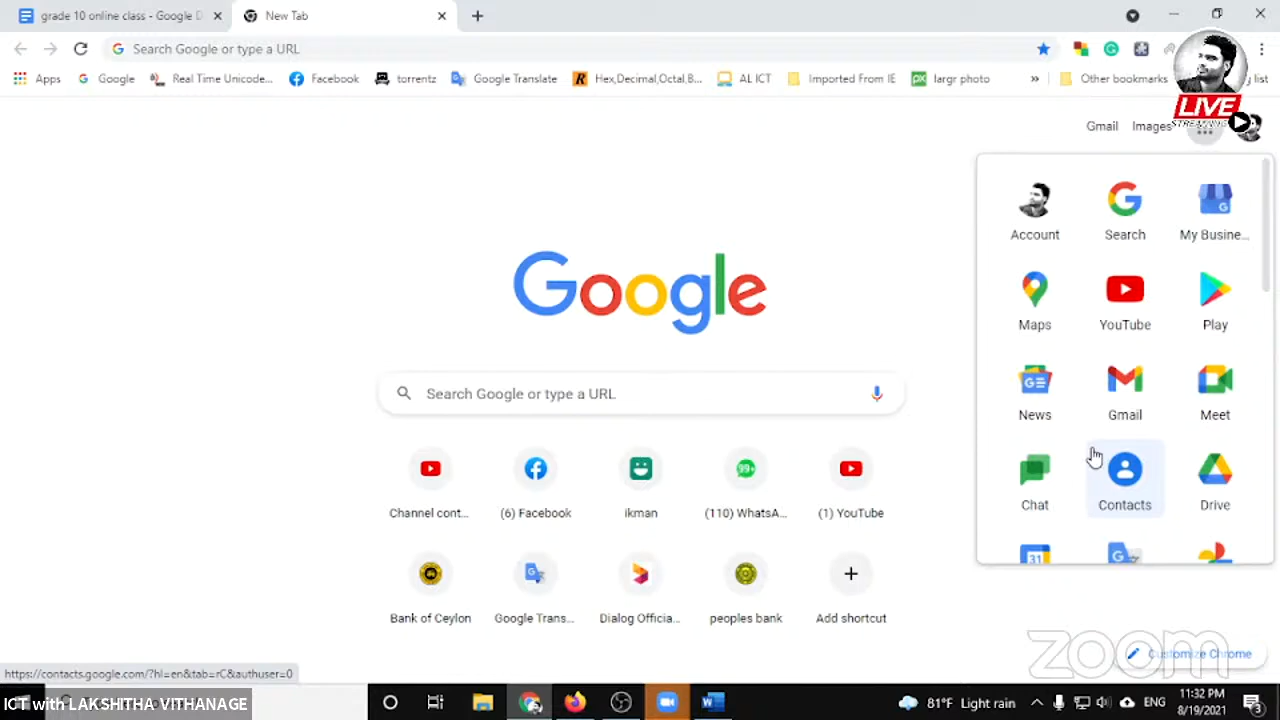 grade 10 online class - Google D
New Tab
Search Google or type a URL
Apps
Google
Real Time Unicode...
Facebook
torrentz
Google Translate
Hex,Decimal,Octal,B...
AL ICT
Imported From IE
largr photo
»
Other bookmarks
list
LIVE
STREAMING
Gmail
Images
Account
Search
My Busine...
Maps
YouTube
Play
News
Gmail
Meet
Chat
Contacts
Drive
31
Google
Search Google or type a URL
Channel cont...
(6) Facebook
ikman
99+
(110) WhatsA...
(1) YouTube
Bank of Ceylon
Google Trans...
Dialog Officia...
peoples bank
Add shortcut
zoom
Customize Chrome
https://contacts.google.com/?hl=en&tab=rC&authuser=0
ICT with LAKSHITHA VITHANAGE
81°F Light rain
ENG
11:32 PM
8/19/2021
3